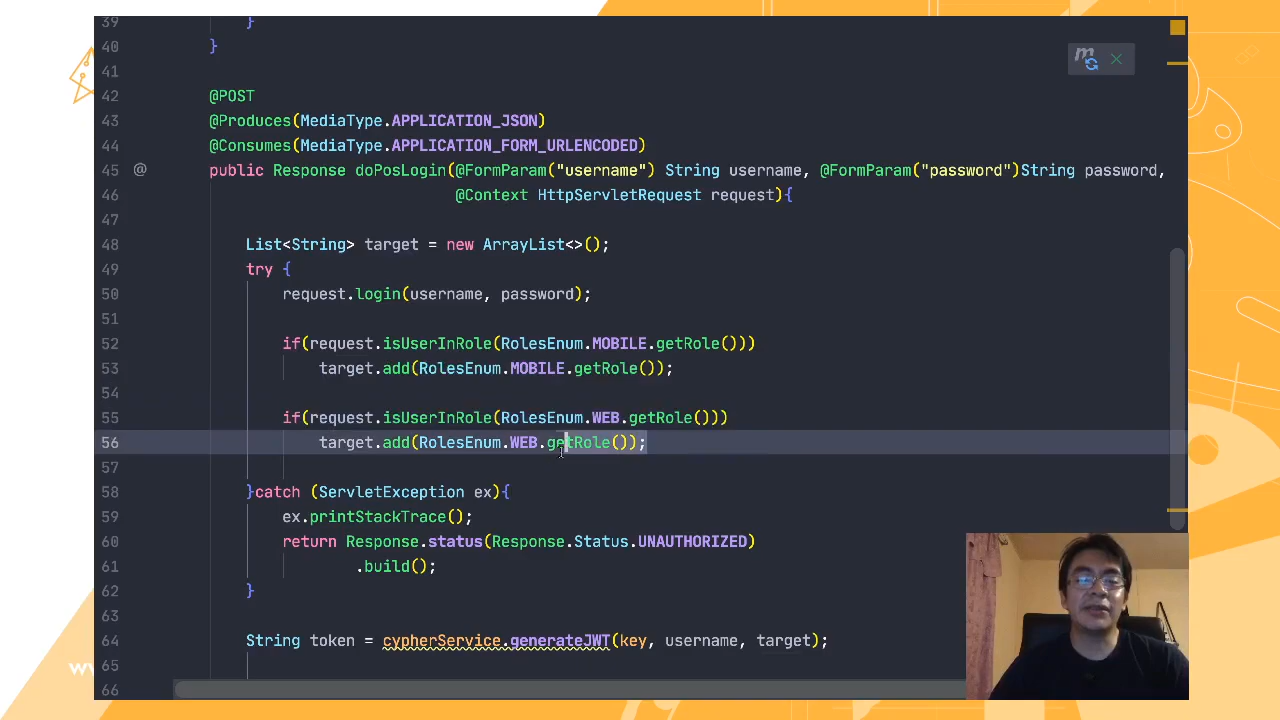 39 }
40 }
41
42 @POST
43 @Produces(MediaType.APPLICATION_JSON)
44 @Consumes(MediaType.APPLICATION_FORM_URLENCODED)
45 @ public Response doPosLogin(@FormParam("username") String username, @FormParam("password")String password,
46 @Context HttpServletRequest request){
47
48 List<String> target = new ArrayList<>();
49 try {
50 request.login(username, password);
51
52 if(request.isUserInRole(RolesEnum.MOBILE.getRole()))
53 target.add(RolesEnum.MOBILE.getRole());
54
55 if(request.isUserInRole(RolesEnum.WEB.getRole()))
56 target.add(RolesEnum.WEB.getRole());
57
58 }catch (ServletException ex){
59 ex.printStackTrace();
60 return Response.status(Response.Status.UNAUTHORIZED)
61 .build();
62 }
63
64 String token = cypherService.generateJWT(key, username, target);
65
66